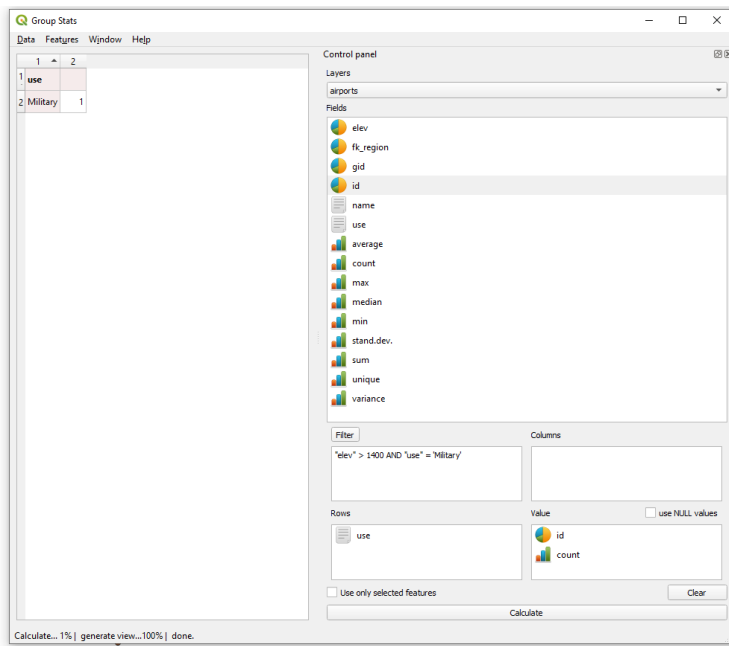 Group Stats
Data Features Window Help
1 2
1 use
2 Military 1
Control panel
Layers
airports
Fields
elev
fk_region
gid
id
name
use
average
count
max
median
min
stand.dev.
sum
unique
variance
Filter
Columns
"elev" > 1400 AND "use" = 'Military'
Rows
Value
use NULL values
use
id
count
Use only selected features
Clear
Calculate
Calculate... 1% | generate view...100% | done.